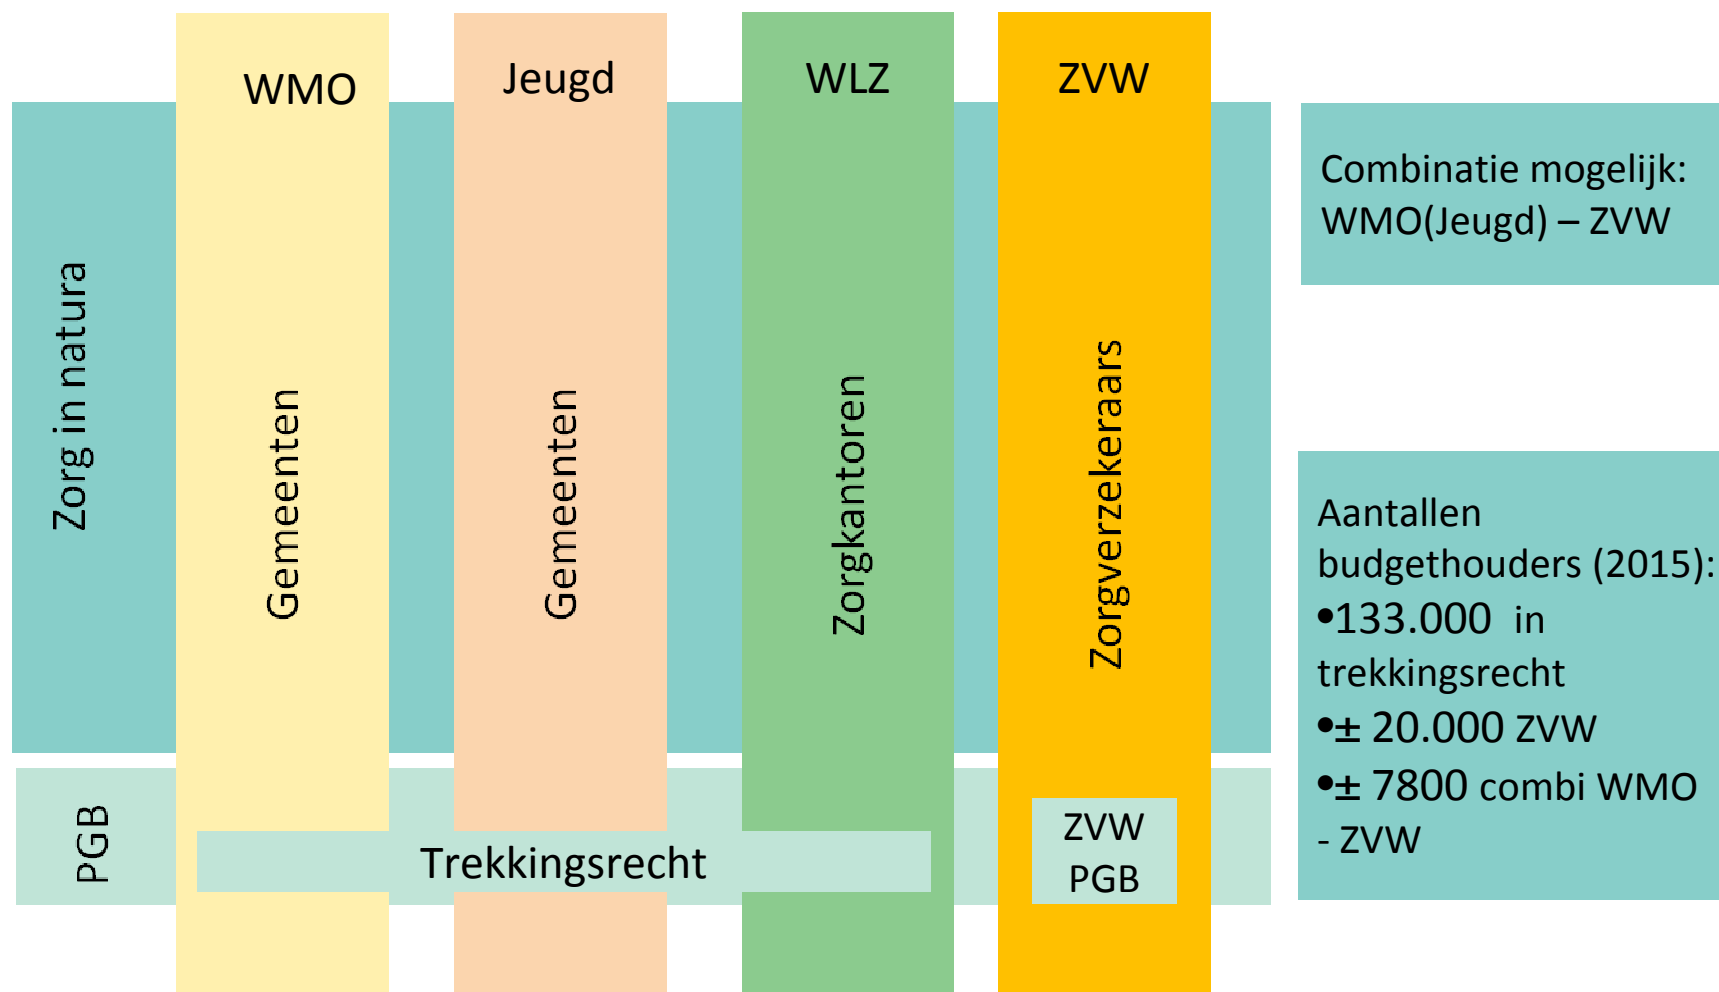 WMO
Jeugd
WLZ
ZVW
Zorg in natura
Gemeenten
Gemeenten
Zorgkantoren
Zorgverzekeraars
PGB
Trekkingsrecht
ZVW
PGB
Combinatie mogelijk:
WMO(Jeugd) – ZVW
Aantallen
budgethouders (2015):
•133.000 in
trekkingsrecht
•± 20.000 ZVW
•± 7800 combi WMO
- ZVW